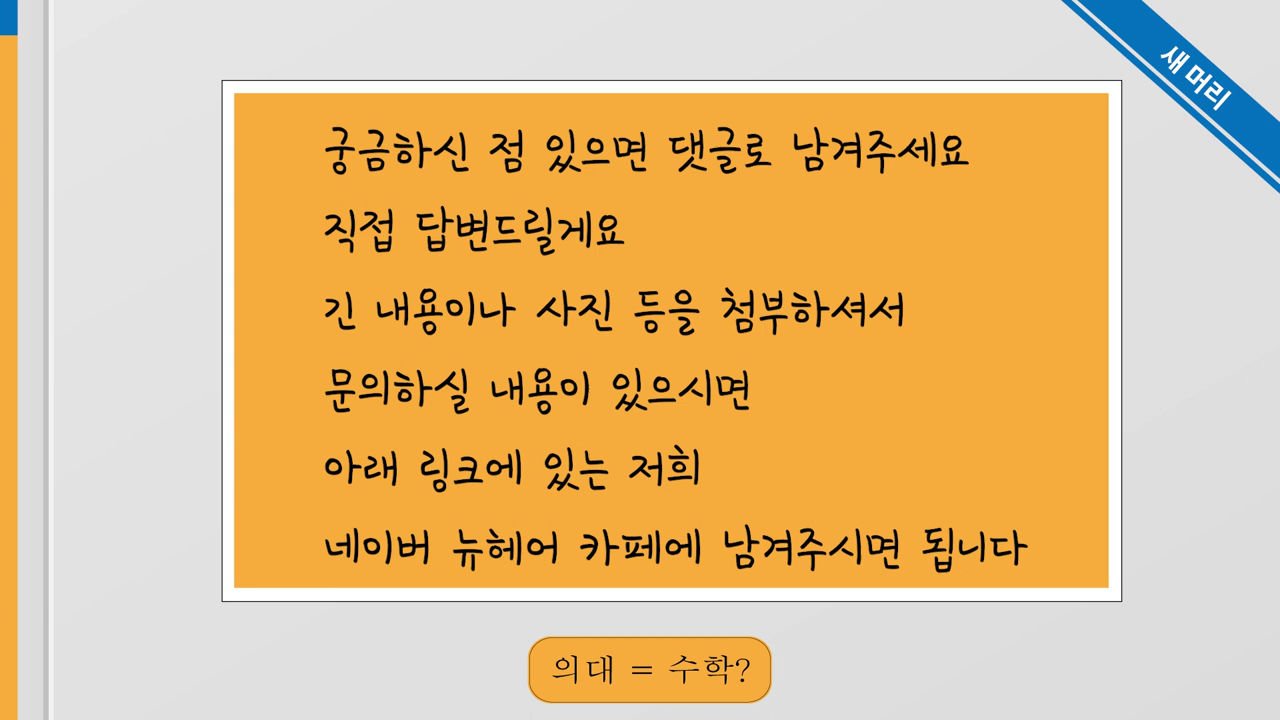 새 머리
궁금하신 점 있으면 댓글로 남겨주세요
직접 답변드릴게요
긴 내용이나 사진 등을 첨부하셔서
문의하실 내용이 있으시면
아래 링크에 있는 저희
네이버 뉴헤어 카페에 남겨주시면 됩니다
의대 = 수학?